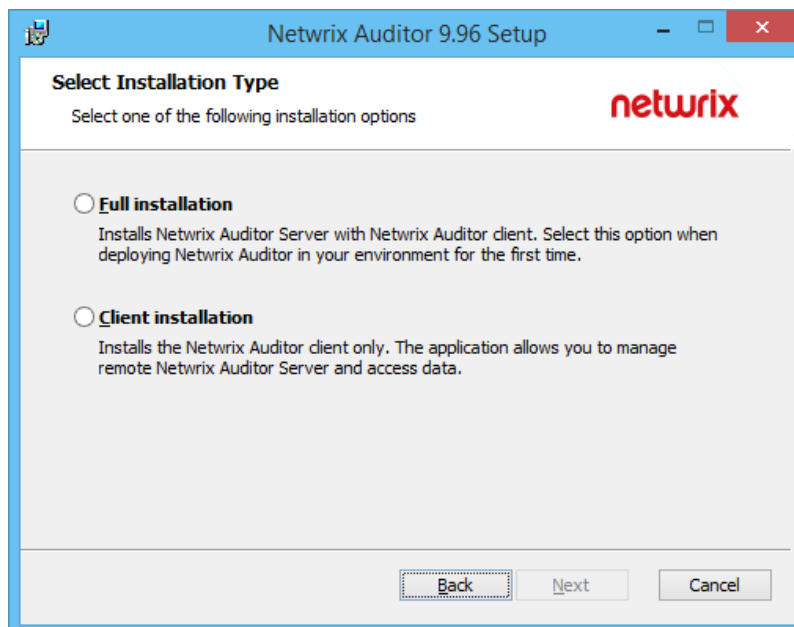 Netwrix Auditor 9.96 Setup
Select Installation Type
Select one of the following installation options
netwrix
Full installation
Installs Netwrix Auditor Server with Netwrix Auditor client. Select this option when
deploying Netwrix Auditor in your environment for the first time.
Client installation
Installs the Netwrix Auditor client only. The application allows you to manage
remote Netwrix Auditor Server and access data.
Back
Next
Cancel